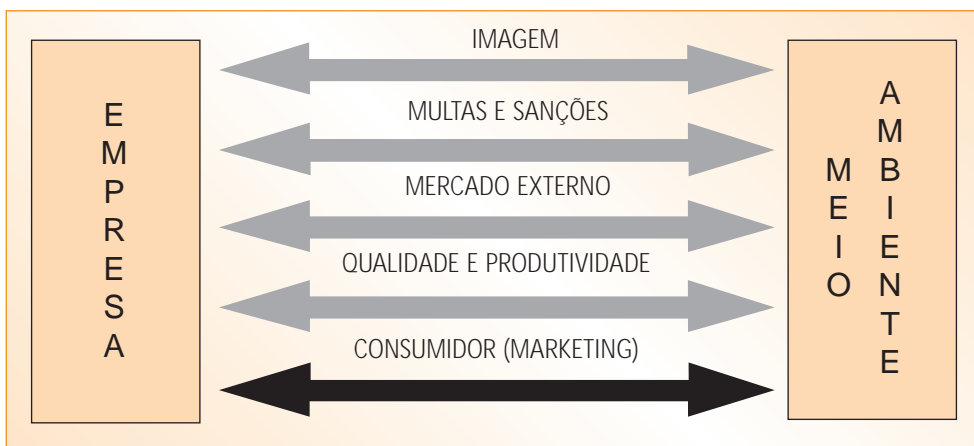 EMPRESA
IMAGEM
MULTAS E SANÇÕES
MERCADO EXTERNO
QUALIDADE E PRODUTIVIDADE
CONSUMIDOR (MARKETING)
MEIO
AMBIENTE